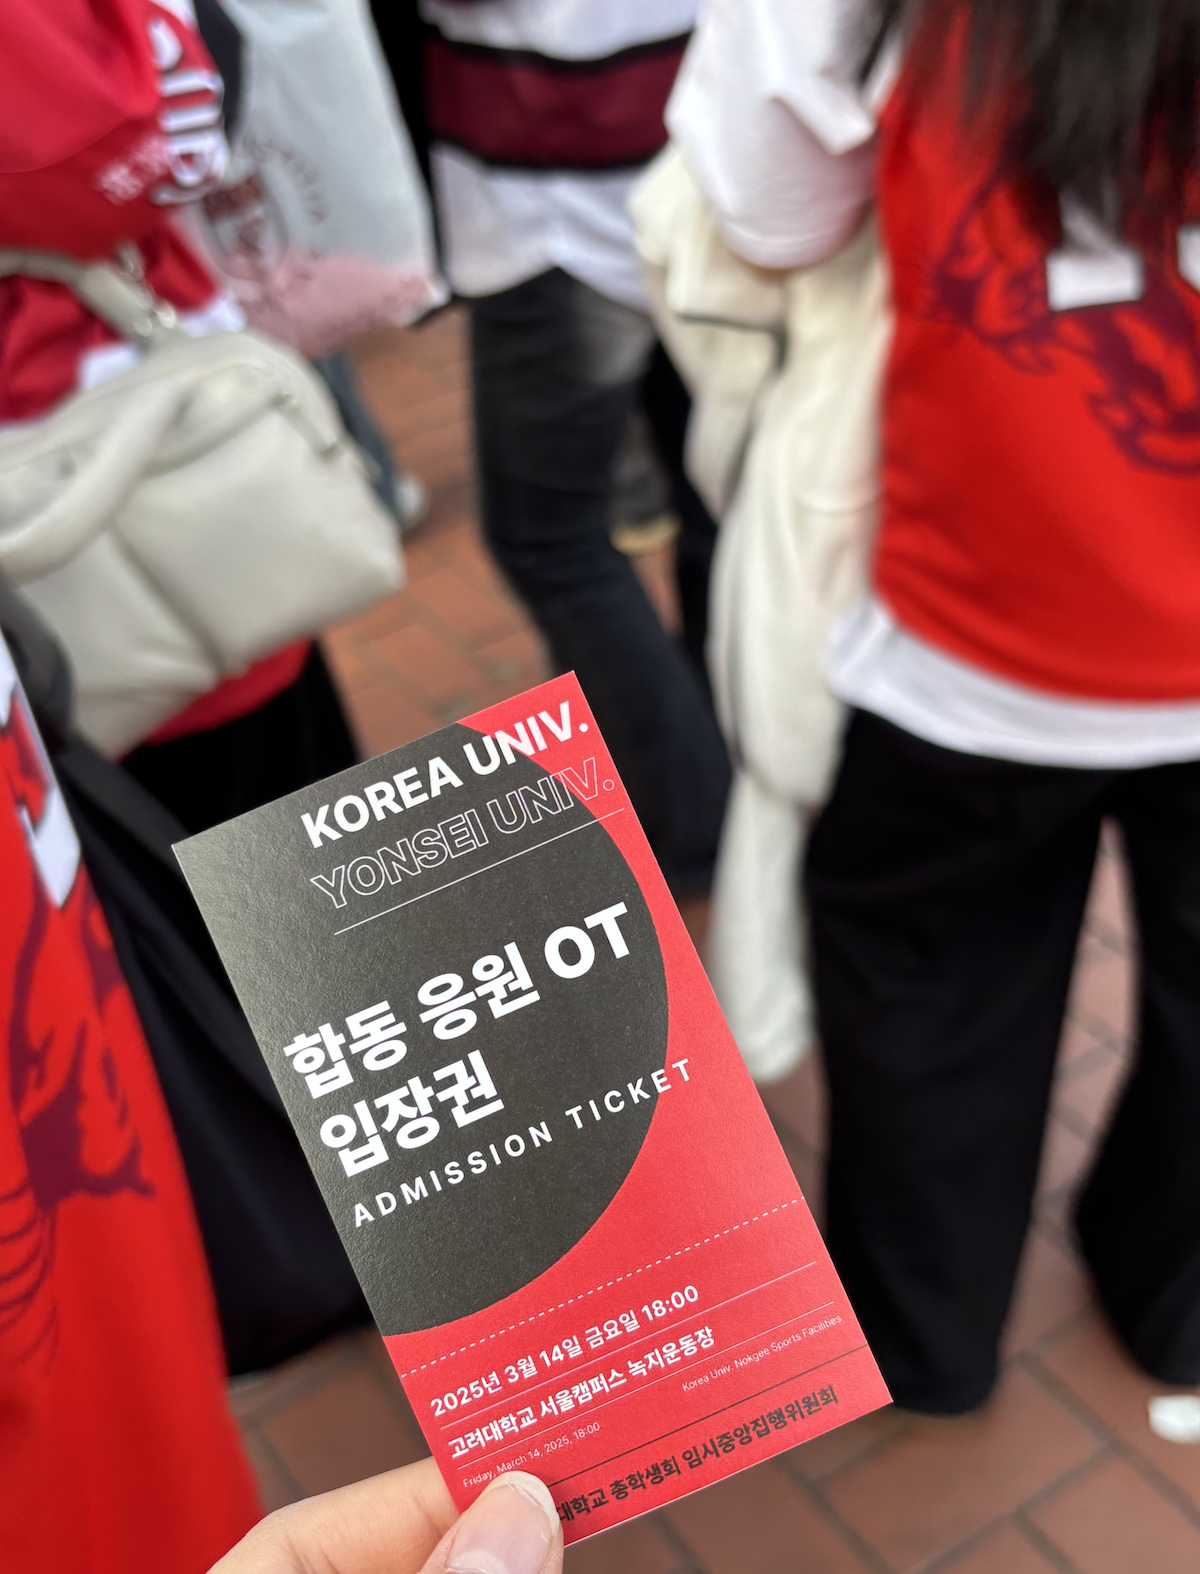 KOREA UNIV.
YONSEI UNIV.
합동 응원 OT
입장권
ADMISSION TICKET
2025년 3월 14일 금요일 18:00
고려대학교 서울캠퍼스 녹지운동장
Korea Univ. Nokgee Sports Facilities
Friday, March 14, 2025, 18:00
대학교 총학생회 임시중앙집행위원회